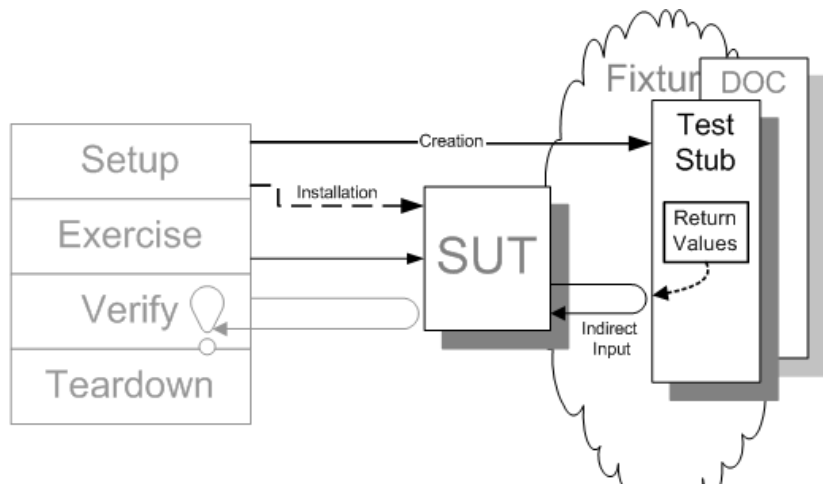 Setup
Exercise
Verify
Teardown
Creation
Installation
SUT
Indirect
Input
Fixtur
DOC
Test
Stub
Return
Values